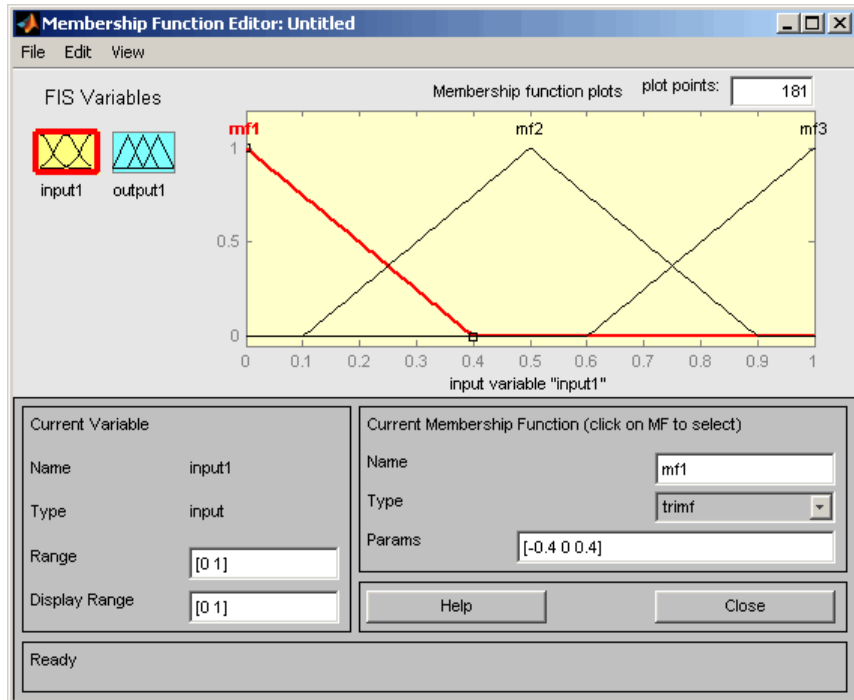 Membership Function Editor: Untitled
File Edit View
FIS Variables
input1 output1
Membership function plots plot points: 181
mf1 mf2 mf3
1
0.5
0
0 0.1 0.2 0.3 0.4 0.5 0.6 0.7 0.8 0.9 1
input variable "input1"
Current Variable
Name input1
Type input
Range [0 1]
Display Range [0 1]
Current Membership Function (click on MF to select)
Name mf1
Type trimf
Params [-0.4 0 0.4]
Help Close
Ready